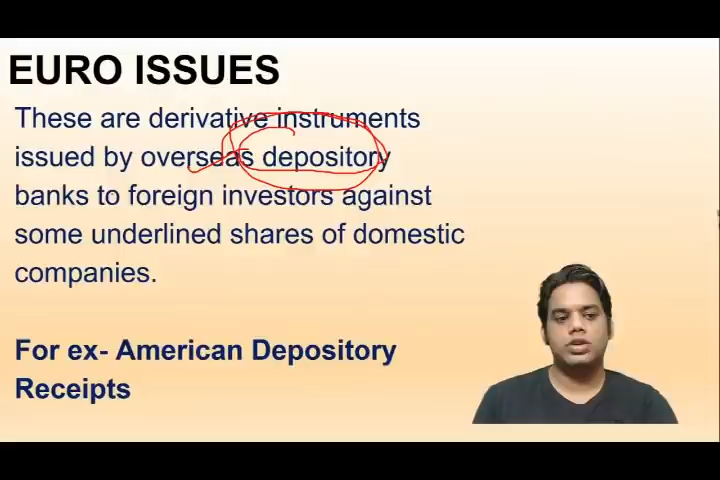 EURO ISSUES
These are derivative instruments
issued by overseas depository
banks to foreign investors against
some underlined shares of domestic
companies.
For ex- American Depository
Receipts